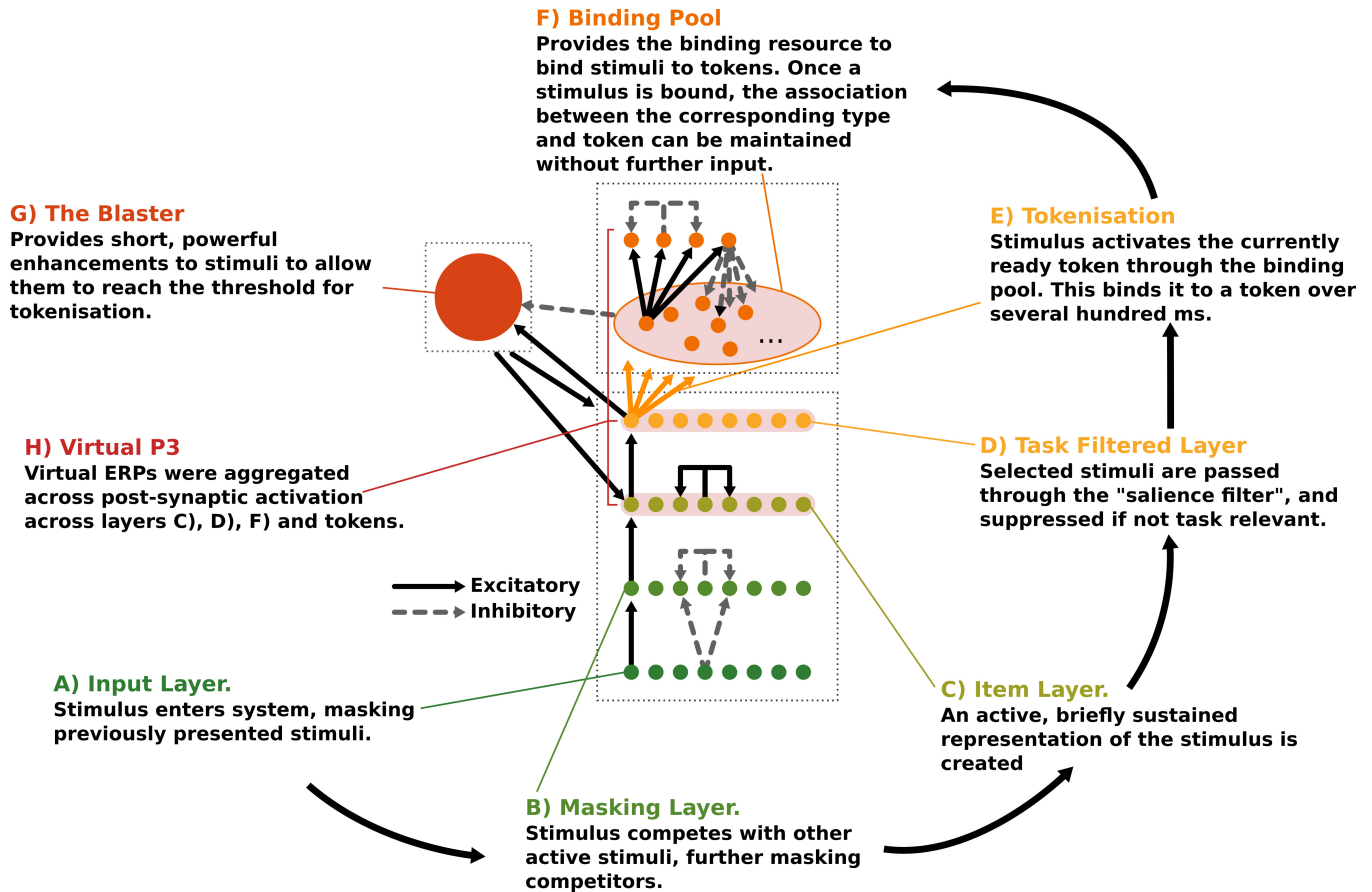 F) Binding Pool
Provides the binding resource to
bind stimuli to tokens. Once a
stimulus is bound, the association
between the corresponding type
and token can be maintained
without further input.
G) The Blaster
Provides short, powerful
enhancements to stimuli to allow
them to reach the threshold for
tokenisation.
E) Tokenisation
Stimulus activates the currently
ready token through the binding
pool. This binds it to a token over
several hundred ms.
...
H) Virtual P3
Virtual ERPs were aggregated
across post-synaptic activation
across layers C), D), F) and tokens.
D) Task Filtered Layer
Selected stimuli are passed
through the "salience filter", and
suppressed if not task relevant.
Excitatory
Inhibitory
A) Input Layer.
Stimulus enters system, masking
previously presented stimuli.
C) Item Layer.
An active, briefly sustained
representation of the stimulus is
created
B) Masking Layer.
Stimulus competes with other
active stimuli, further masking
competitors.